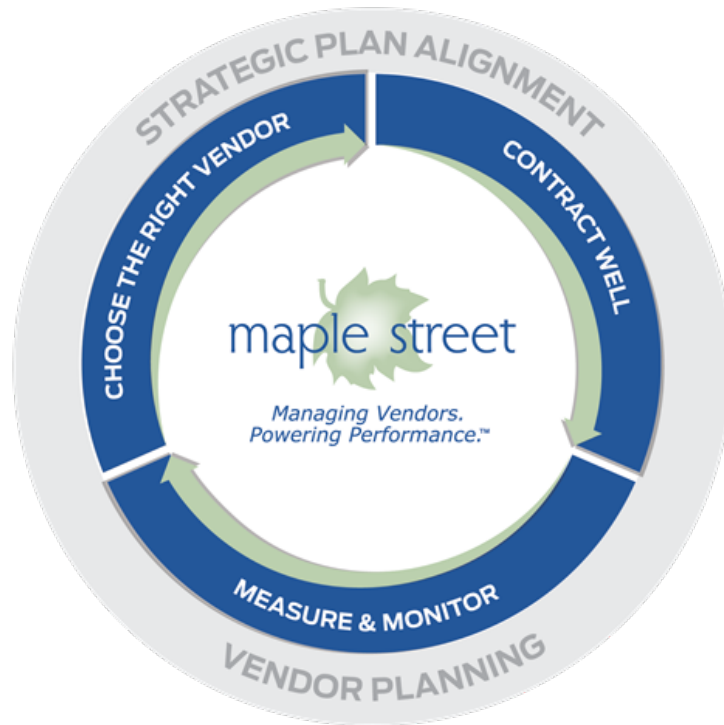 STRATEGIC PLAN ALIGNMENT
CHOOSE THE RIGHT VENDOR
CONTRACT WELL
maple street
Managing Vendors.
Powering Performance.™
MEASURE & MONITOR
VENDOR PLANNING